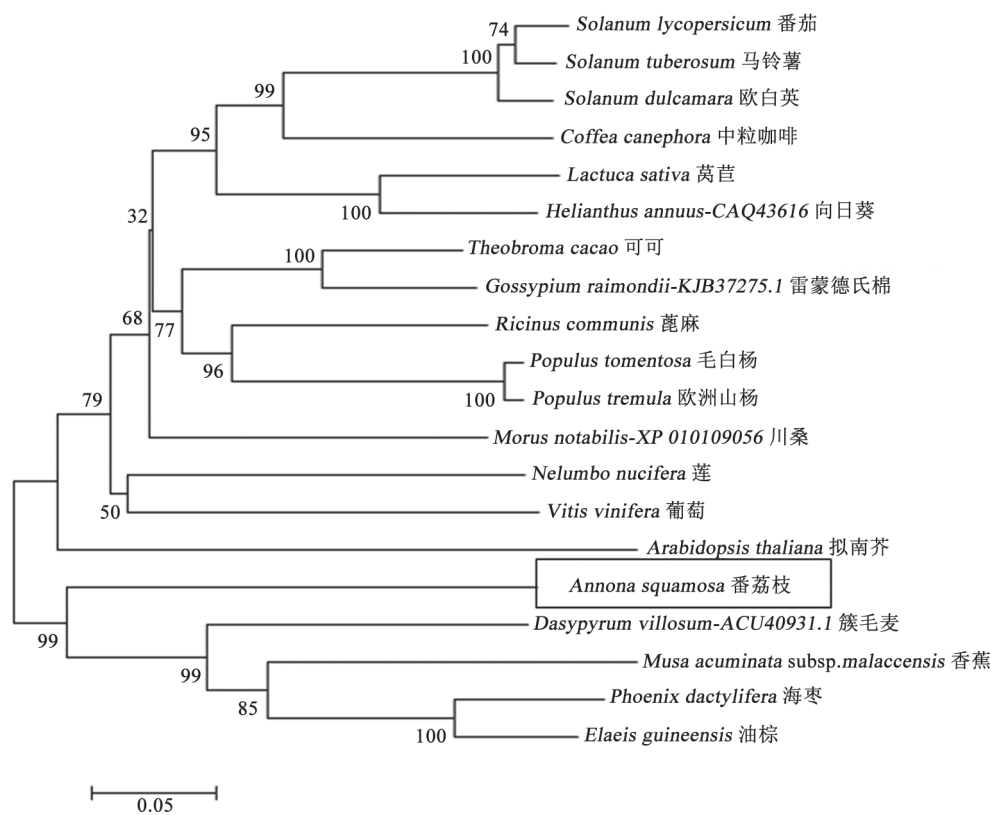 74
Solanum lycopersicum 番茄
100
Solanum tuberosum 马铃薯
99
Solanum dulcamara 欧白英
95
Coffea canephora 中粒咖啡
Lactuca sativa 莴苣
100
Helianthus annuus-CAQ43616 向日葵
32
100
Theobroma cacao 可可
Gossypium raimondii-KJB37275.1 雷蒙德氏棉
68
77
Ricinus communis 蓖麻
96
Populus tomentosa 毛白杨
100
Populus tremula 欧洲山杨
79
Morus notabilis-XP 010109056 川桑
Nelumbo nucifera 莲
50
Vitis vinifera 葡萄
Arabidopsis thaliana 拟南芥
Annona squamosa 番荔枝
99
Dasypyrum villosum-ACU40931.1 簇毛麦
99
Musa acuminata subsp.malaccensis 香蕉
85
Phoenix dactylifera 海枣
100
Elaeis guineensis 油棕
0.05